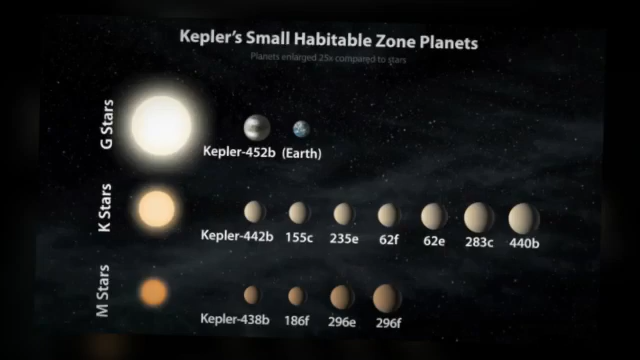 Kepler's Small Habitable Zone Planets
Planets enlarged 25x compared to stars
G Stars
Kepler-452b (Earth)
K Stars
Kepler-442b 155c 235e 62f 62e 283c 440b
M Stars
Kepler-438b 186f 296e 296f